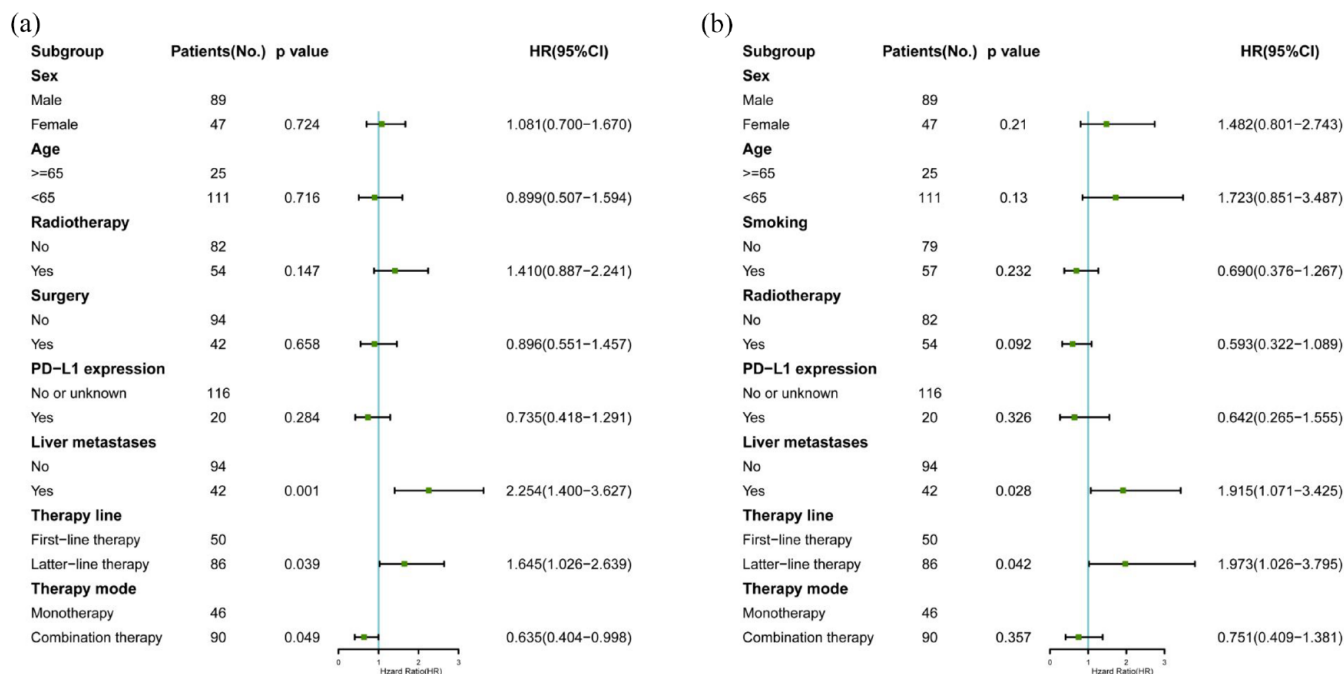 (a)
Subgroup Patients(No.) p value HR(95%CI)
Sex
Male 89
Female 47 0.724 1.081(0.700−1.670)
Age
>=65 25
<65 111 0.716 0.899(0.507−1.594)
Radiotherapy
No 82
Yes 54 0.147 1.410(0.887−2.241)
Surgery
No 94
Yes 42 0.658 0.896(0.551−1.457)
PD−L1 expression
No or unknown 116
Yes 20 0.284 0.735(0.418−1.291)
Liver metastases
No 94
Yes 42 0.001 2.254(1.400−3.627)
Therapy line
First−line therapy 50
Latter−line therapy 86 0.039 1.645(1.026−2.639)
Therapy mode
Monotherapy 46
Combination therapy 90 0.049 0.635(0.404−0.998)
0 1 2 3
Hzard Ratio(HR)
(b)
Subgroup Patients(No.) p value HR(95%CI)
Sex
Male 89
Female 47 0.21 1.482(0.801−2.743)
Age
>=65 25
<65 111 0.13 1.723(0.851−3.487)
Smoking
No 79
Yes 57 0.232 0.690(0.376−1.267)
Radiotherapy
No 82
Yes 54 0.092 0.593(0.322−1.089)
PD−L1 expression
No or unknown 116
Yes 20 0.326 0.642(0.265−1.555)
Liver metastases
No 94
Yes 42 0.028 1.915(1.071−3.425)
Therapy line
First−line therapy 50
Latter−line therapy 86 0.042 1.973(1.026−3.795)
Therapy mode
Monotherapy 46
Combination therapy 90 0.357 0.751(0.409−1.381)
0 1 2 3
Hzard Ratio(HR)